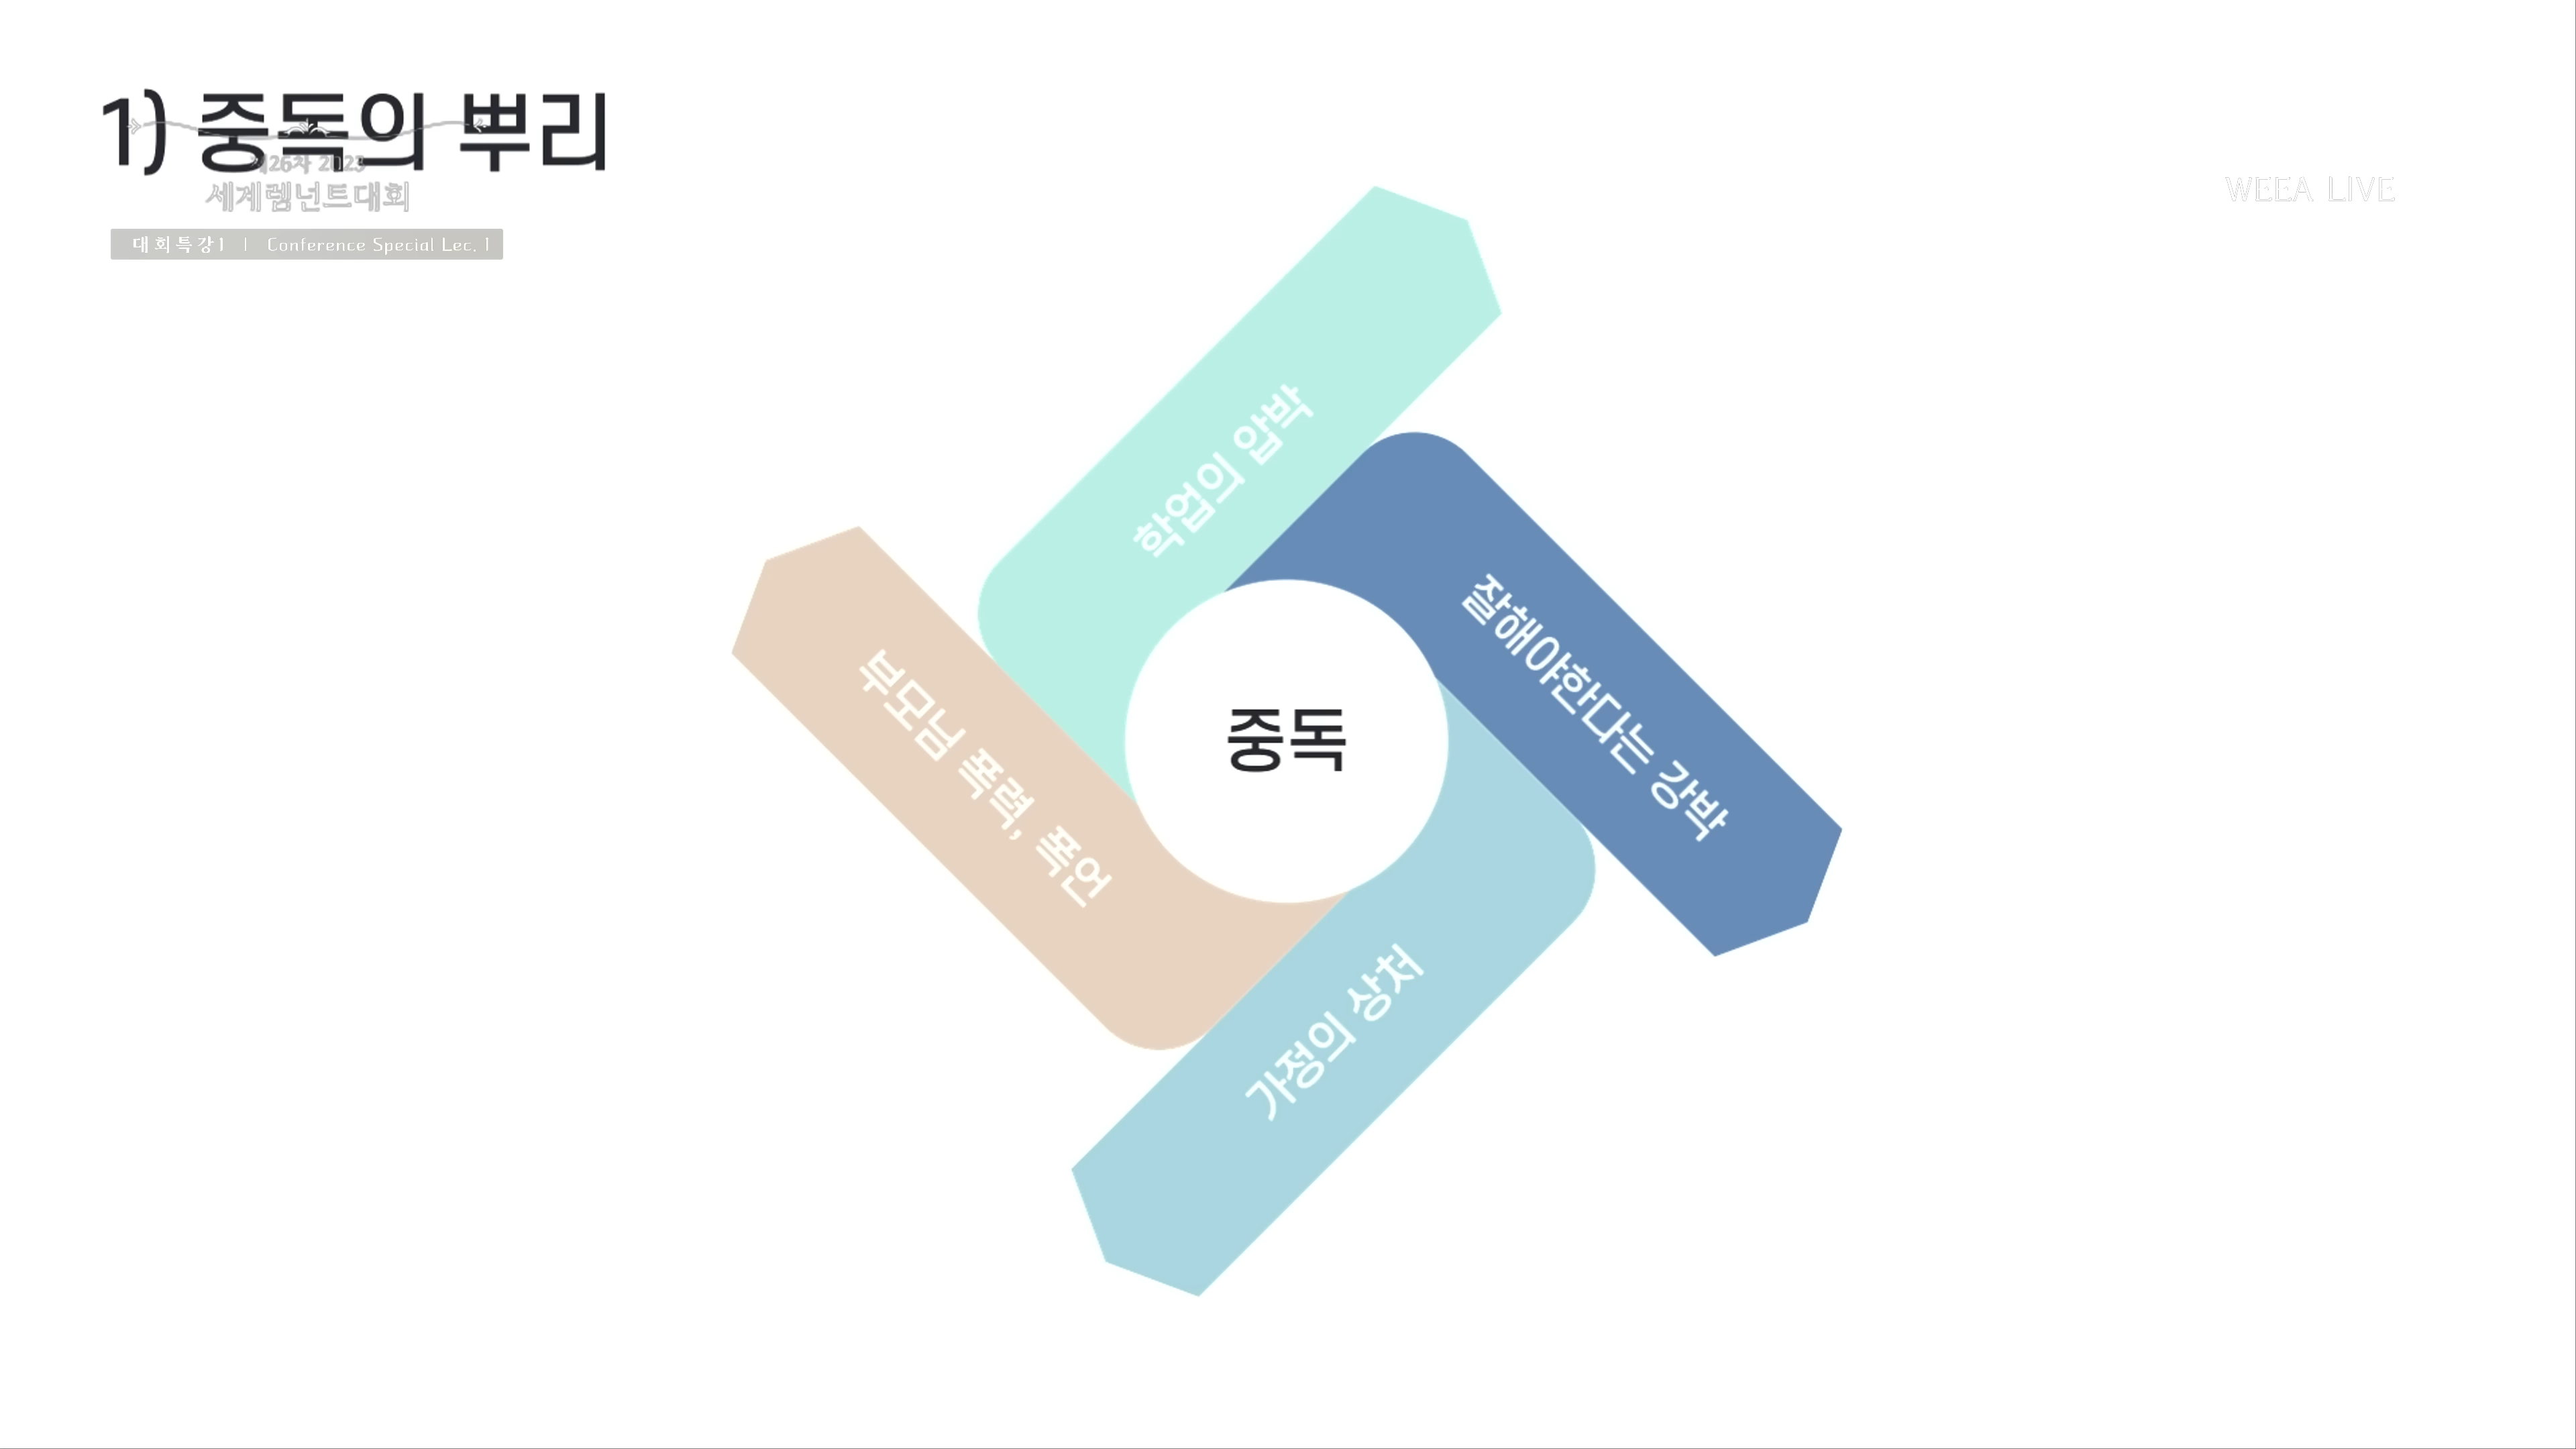 1) 중독의 뿌리
제26차 2023
세계렘넌트대회
대회특강1 | Conference Special Lec. 1
WEEA LIVE
학업의 압박
잘해야한다는 강박
부모님 폭력, 폭언
중독
가정의 상처